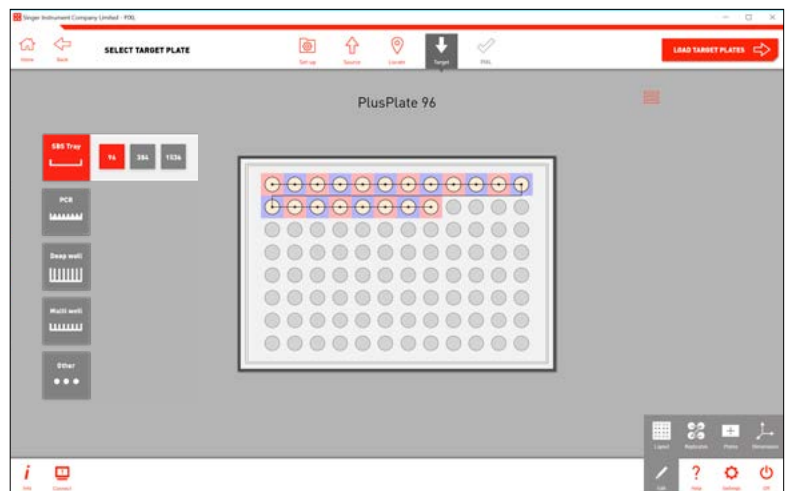 Singer Instrument Company Limited - PIXL
Home
Back
SELECT TARGET PLATE
Set-up
Source
Locate
Target
PIXL
LOAD TARGET PLATES
PlusPlate 96
SBS Tray
96
384
1536
PCR
Deep well
Multi well
Other
Layout
Replicates
Plates
Dimensions
i
Info
Connect
Edit
?
Help
Settings
Off